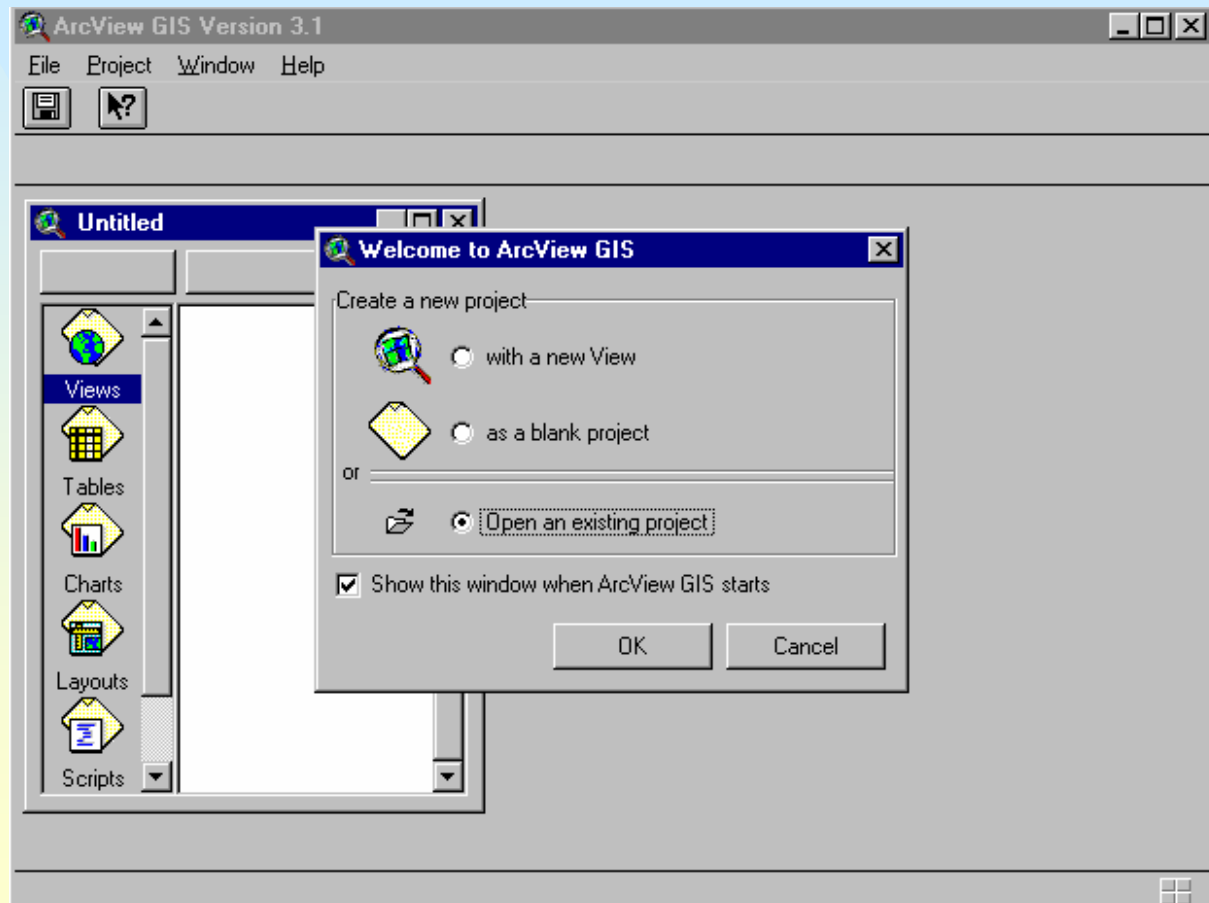 ArcView GIS Version 3.1
File Project Window Help
Untitled
Views
Tables
Charts
Layouts
Scripts
Welcome to ArcView GIS
Create a new project
with a new View
as a blank project
or
Open an existing project
Show this window when ArcView GIS starts
OK Cancel